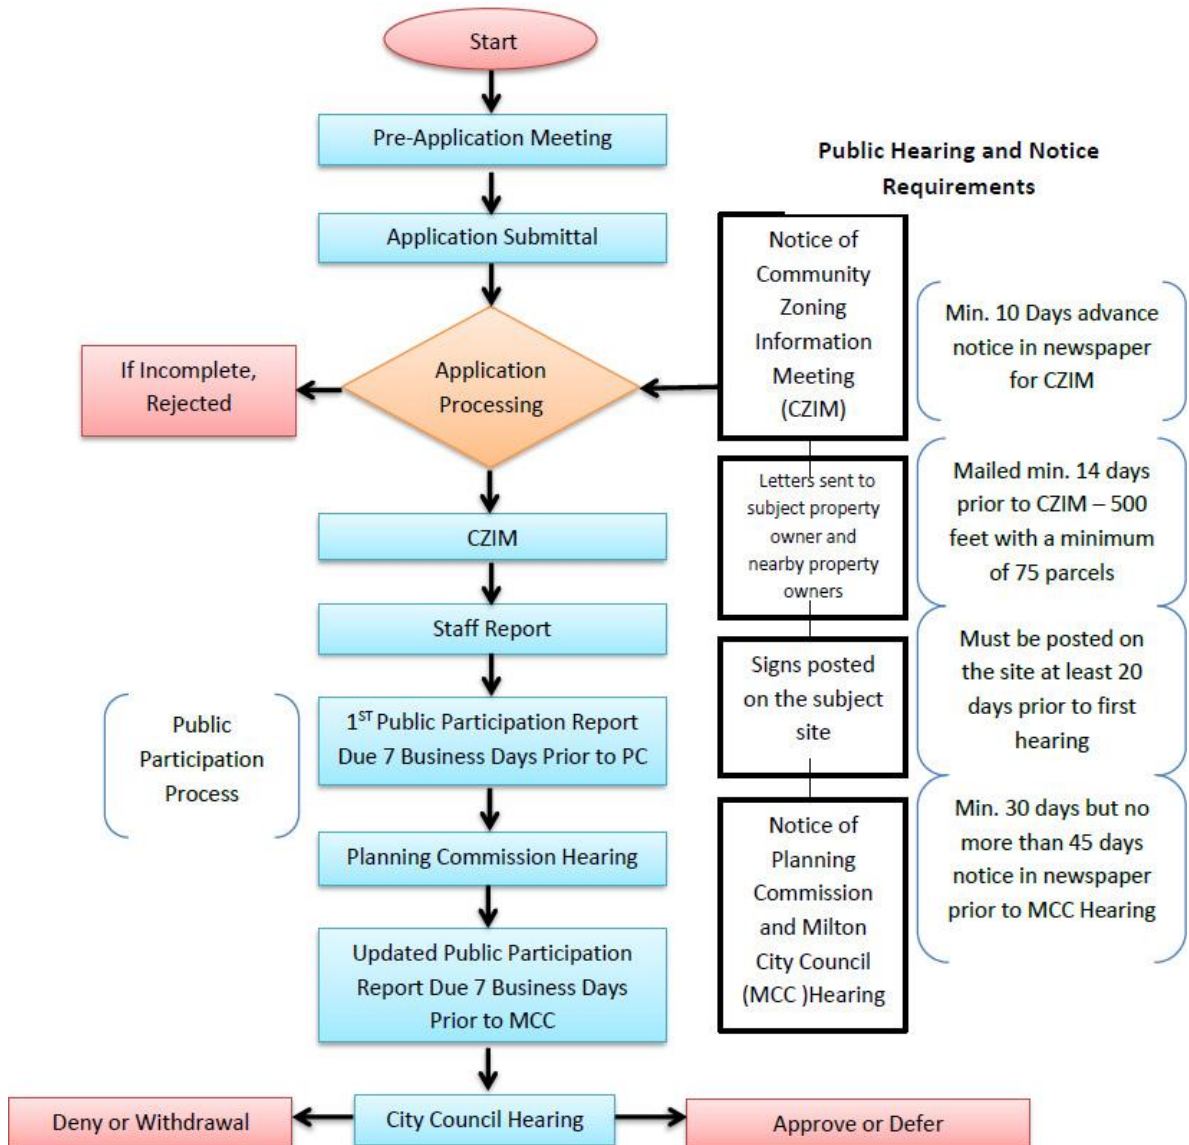 Start
Pre-Application Meeting
Application Submittal
Application
Processing
If Incomplete,
Rejected
CZIM
Staff Report
1ST Public Participation Report
Due 7 Business Days Prior to PC
Public
Participation
Process
Planning Commission Hearing
Updated Public Participation
Report Due 7 Business Days
Prior to MCC
City Council Hearing
Deny or Withdrawal
Approve or Defer
Public Hearing and Notice
Requirements
Notice of
Community
Zoning
Information
Meeting
(CZIM)
Min. 10 Days advance
notice in newspaper
for CZIM
Letters sent to
subject property
owner and
nearby property
owners
Mailed min. 14 days
prior to CZIM – 500
feet with a minimum
of 75 parcels
Signs posted
on the subject
site
Must be posted on
the site at least 20
days prior to first
hearing
Notice of
Planning
Commission
and Milton
City Council
(MCC )Hearing
Min. 30 days but no
more than 45 days
notice in newspaper
prior to MCC Hearing